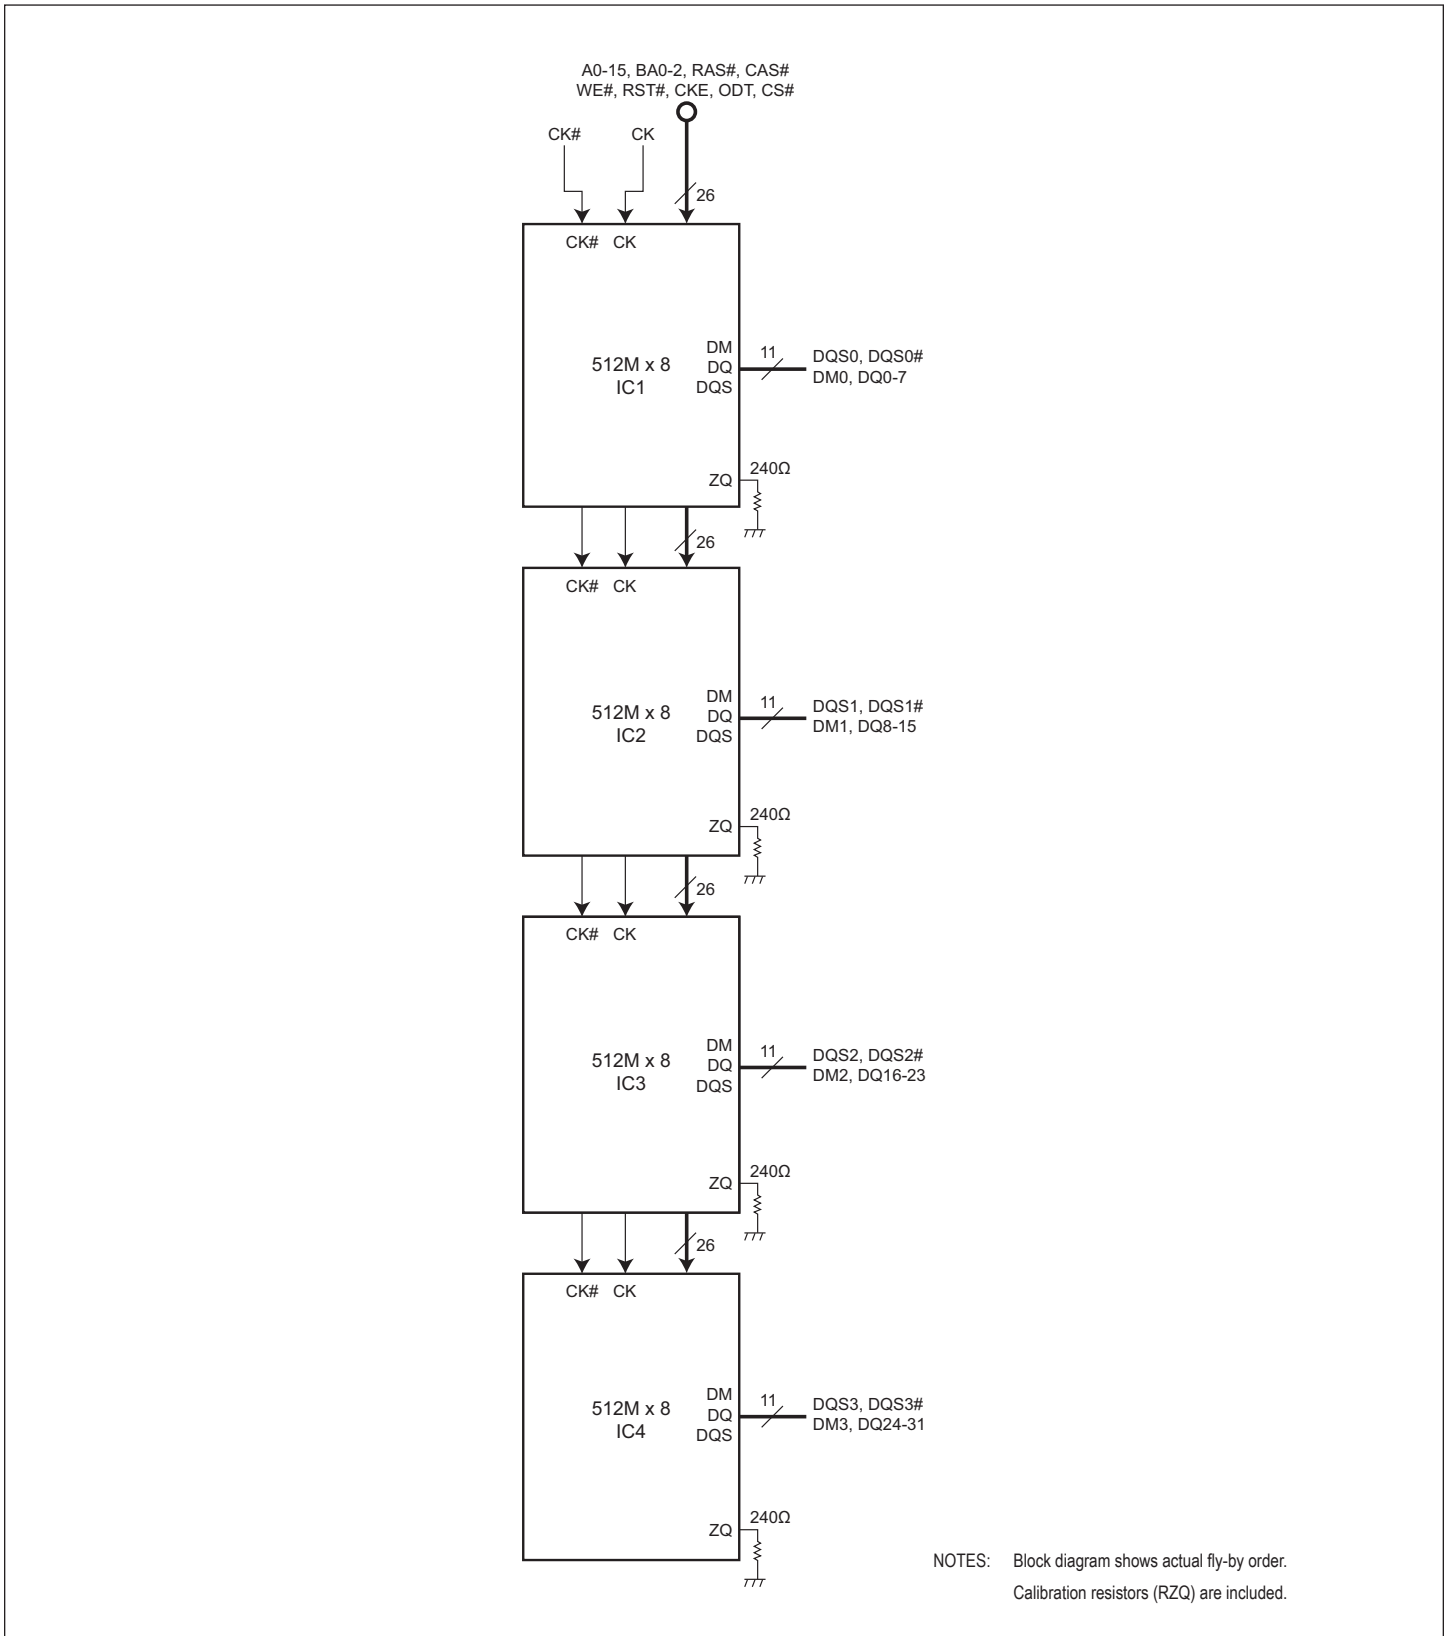 A0-15, BA0-2, RAS#, CAS#
WE#, RST#, CKE, ODT, CS#
CK#
CK
26
CK#
CK
512M x 8
IC1
DM
DQ
DQS
11
DQS0, DQS0#
DM0, DQ0-7
ZQ
240Ω
26
CK#
CK
512M x 8
IC2
DM
DQ
DQS
11
DQS1, DQS1#
DM1, DQ8-15
ZQ
240Ω
26
CK#
CK
512M x 8
IC3
DM
DQ
DQS
11
DQS2, DQS2#
DM2, DQ16-23
ZQ
240Ω
26
CK#
CK
512M x 8
IC4
DM
DQ
DQS
11
DQS3, DQS3#
DM3, DQ24-31
ZQ
240Ω
NOTES: Block diagram shows actual fly-by order.
Calibration resistors (RZQ) are included.